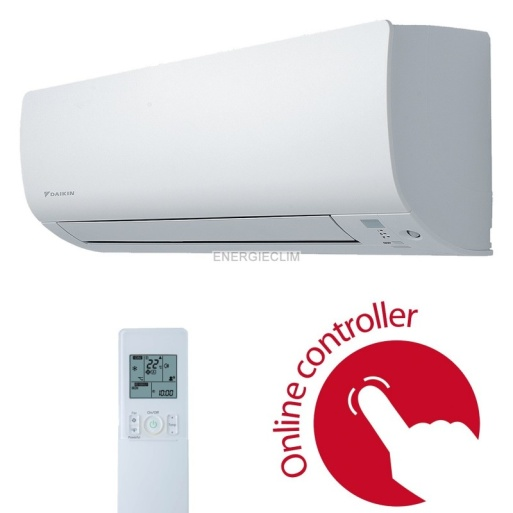 DAIKIN
ENERGIECLIM
Online controller
22
10:00